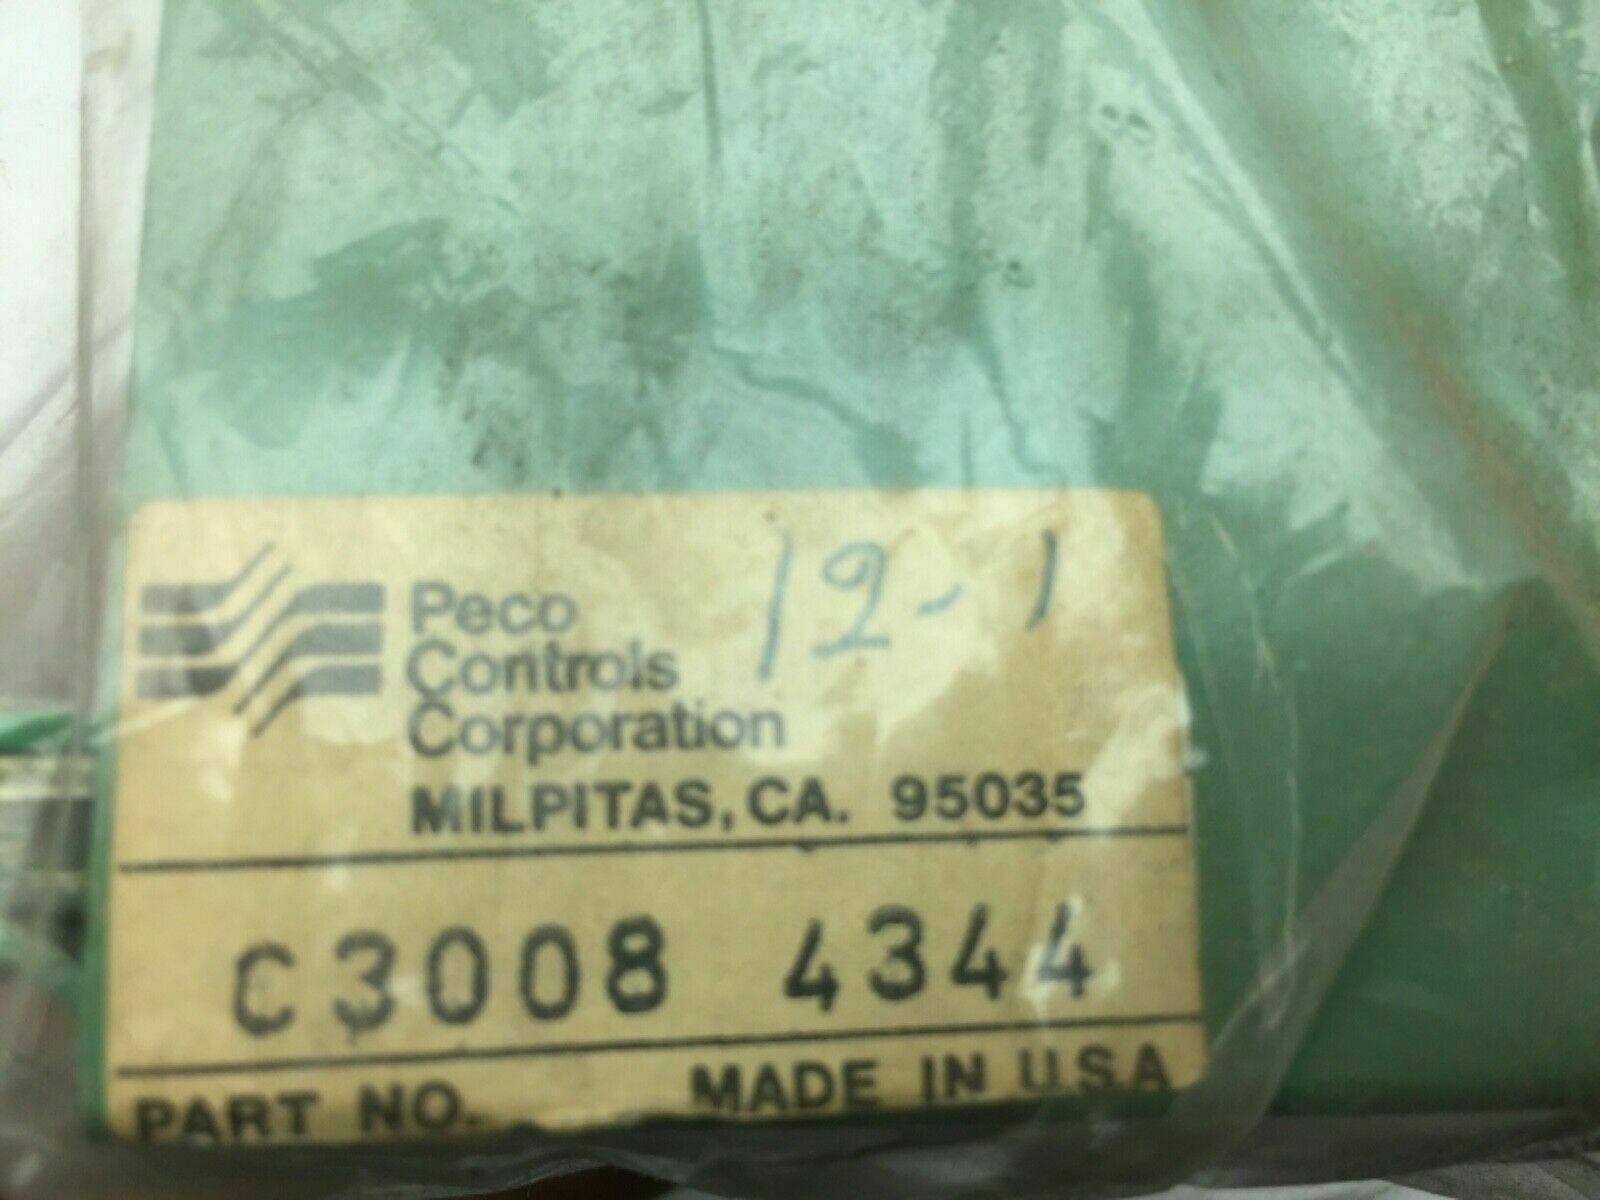 Peco
Controls
Corporation
12-1
MILPITAS, CA. 95035
C3008 4344
PART NO. MADE IN U.S.A